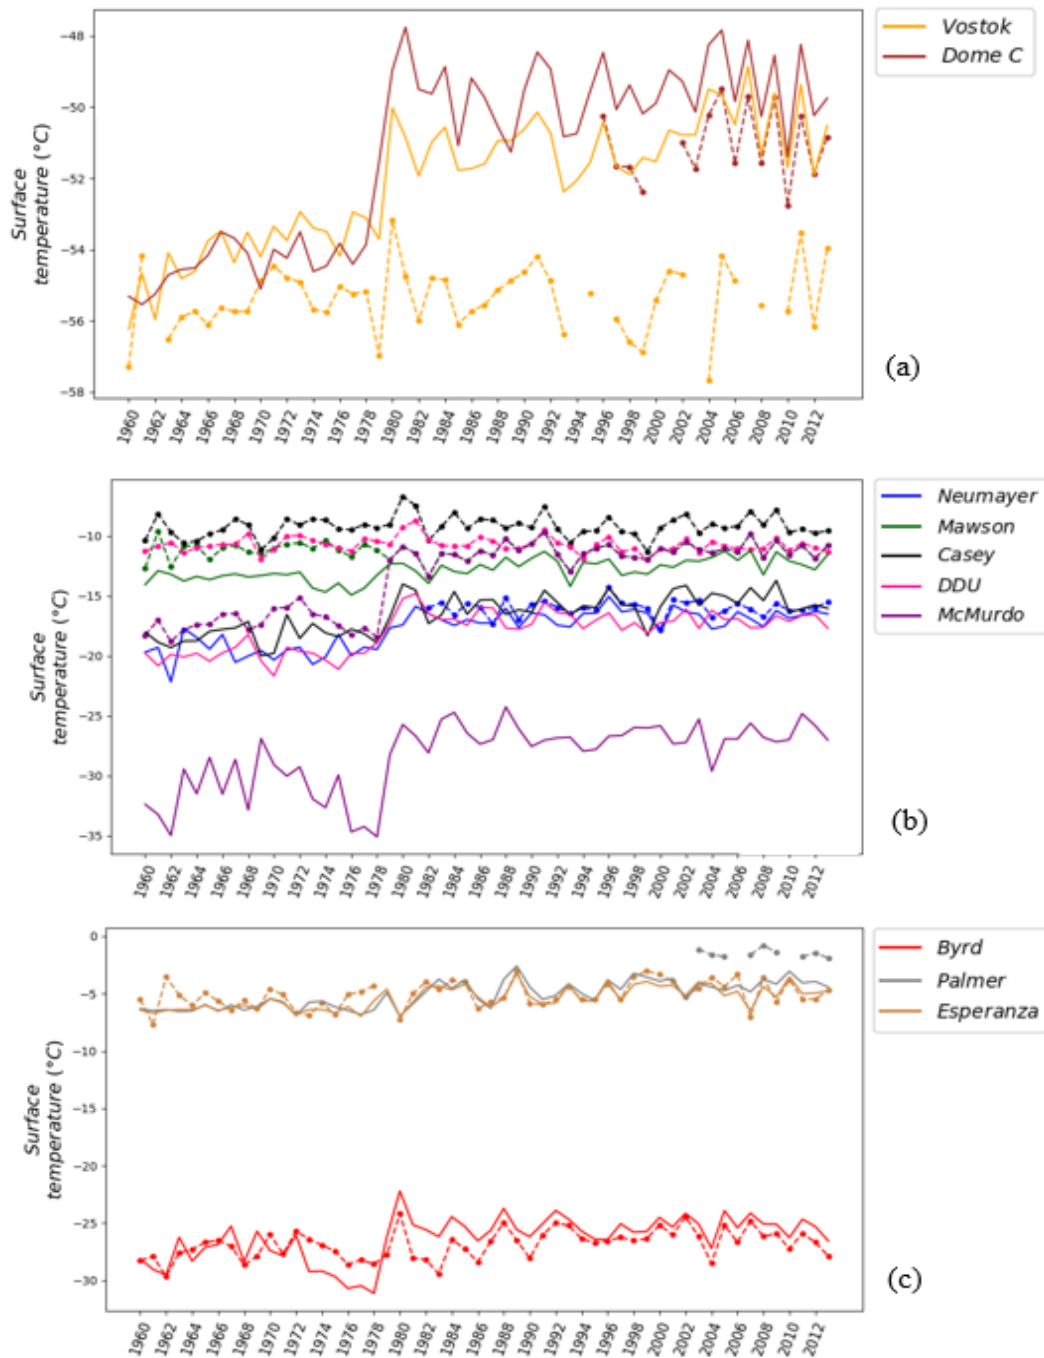 Surface
temperature (°C)
−48
−50
−52
−54
−56
−58
1960 1962 1964 1966 1968 1970 1972 1974 1976 1978 1980 1982 1984 1986 1988 1990 1992 1994 1996 1998 2000 2002 2004 2006 2008 2010 2012
Vostok
Dome C
(a)
Surface
temperature (°C)
−10
−15
−20
−25
−30
−35
1960 1962 1964 1966 1968 1970 1972 1974 1976 1978 1980 1982 1984 1986 1988 1990 1992 1994 1996 1998 2000 2002 2004 2006 2008 2010 2012
Neumayer
Mawson
Casey
DDU
McMurdo
(b)
Surface
temperature (°C)
0
−5
−10
−15
−20
−25
−30
1960 1962 1964 1966 1968 1970 1972 1974 1976 1978 1980 1982 1984 1986 1988 1990 1992 1994 1996 1998 2000 2002 2004 2006 2008 2010 2012
Byrd
Palmer
Esperanza
(c)